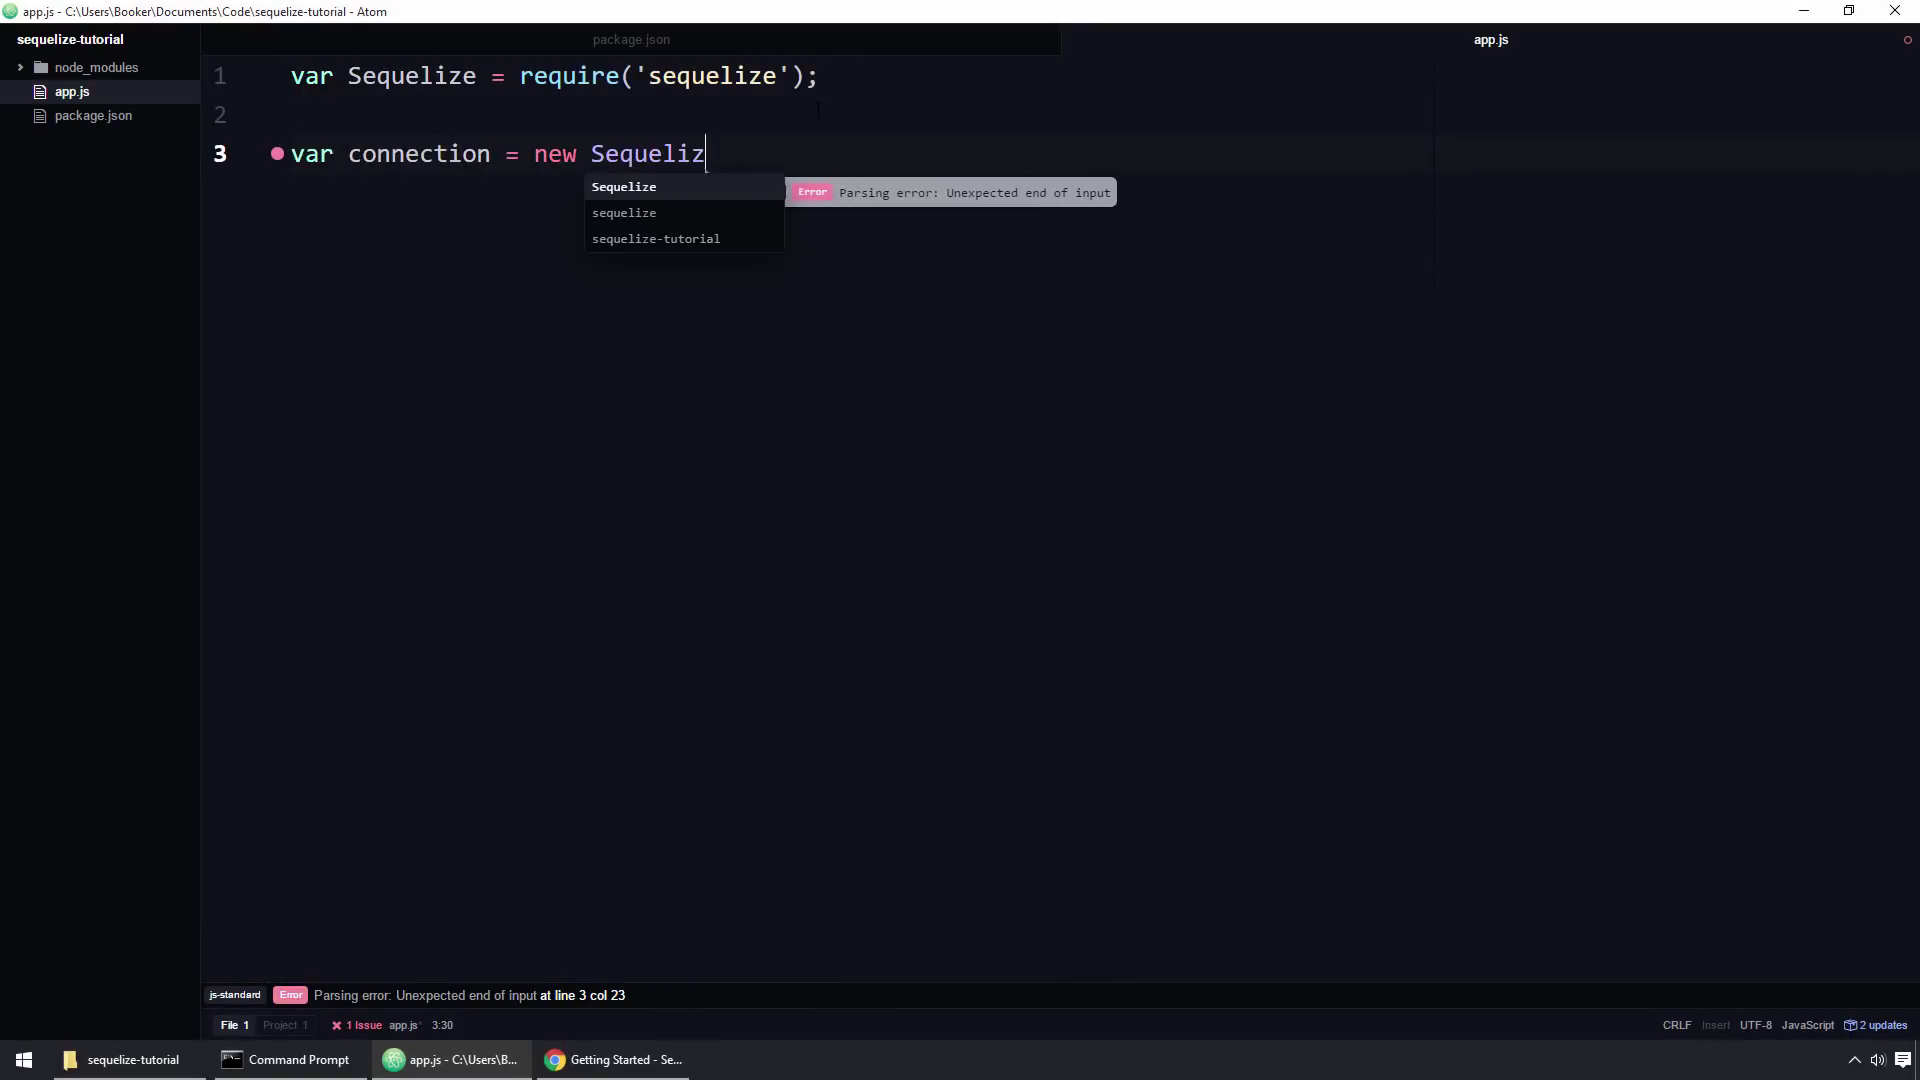 app.js - C:\Users\Booker\Documents\Code\sequelize-tutorial - Atom
sequelize-tutorial
node_modules
app.js
package.json
package.json
app.js
1 var Sequelize = require('sequelize');
2
3 var connection = new Sequeliz
Sequelize
sequelize
sequelize-tutorial
Error Parsing error: Unexpected end of input
js-standard Error Parsing error: Unexpected end of input at line 3 col 23
File 1 Project 1 1 Issue app.js* 3:30 CRLF Insert UTF-8 JavaScript 2 updates
sequelize-tutorial Command Prompt app.js - C:\Users\B... Getting Started - Se...